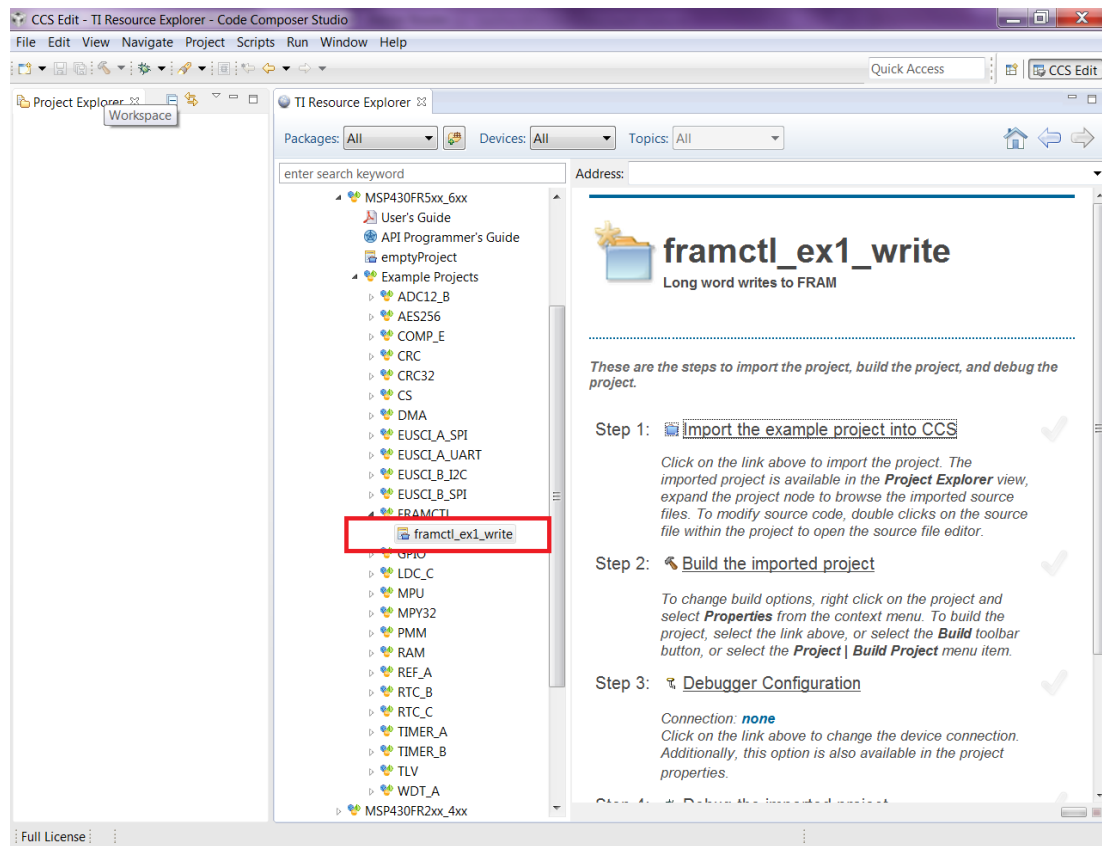 CCS Edit - TI Resource Explorer - Code Composer Studio
File Edit View Navigate Project Scripts Run Window Help
Quick Access
CCS Edit
Project Explorer
Workspace
TI Resource Explorer
Packages: All
Devices: All
Topics: All
enter search keyword
Address:
MSP430FR5xx_6xx
User's Guide
API Programmer's Guide
emptyProject
Example Projects
ADC12_B
AES256
COMP_E
CRC
CRC32
CS
DMA
EUSCI_A_SPI
EUSCI_A_UART
EUSCI_B_I2C
EUSCI_B_SPI
FRAMCTL
framctl_ex1_write
GPIO
LDC_C
MPU
MPY32
PMM
RAM
REF_A
RTC_B
RTC_C
TIMER_A
TIMER_B
TLV
WDT_A
MSP430FR2xx_4xx
framctl_ex1_write
Long word writes to FRAM
These are the steps to import the project, build the project, and debug the
project.
Step 1: Import the example project into CCS
Click on the link above to import the project. The
imported project is available in the Project Explorer view,
expand the project node to browse the imported source
files. To modify source code, double clicks on the source
file within the project to open the source file editor.
Step 2: Build the imported project
To change build options, right click on the project and
select Properties from the context menu. To build the
project, select the link above, or select the Build toolbar
button, or select the Project | Build Project menu item.
Step 3: Debugger Configuration
Connection: none
Click on the link above to change the device connection.
Additionally, this option is also available in the project
properties.
Step 4: Debug the imported project
Full License